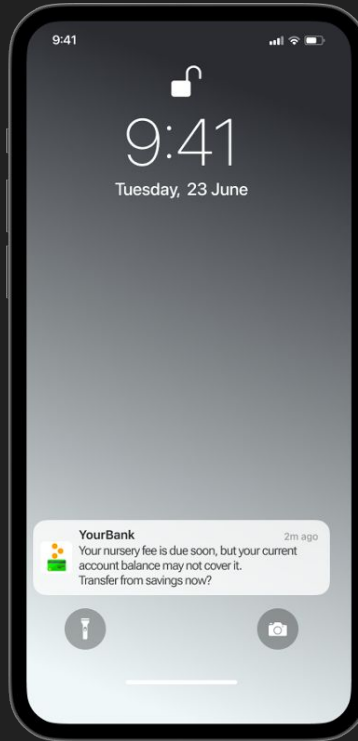 9:41
9:41
Tuesday, 23 June
YourBank 2m ago
Your nursery fee is due soon, but your current
account balance may not cover it.
Transfer from savings now?